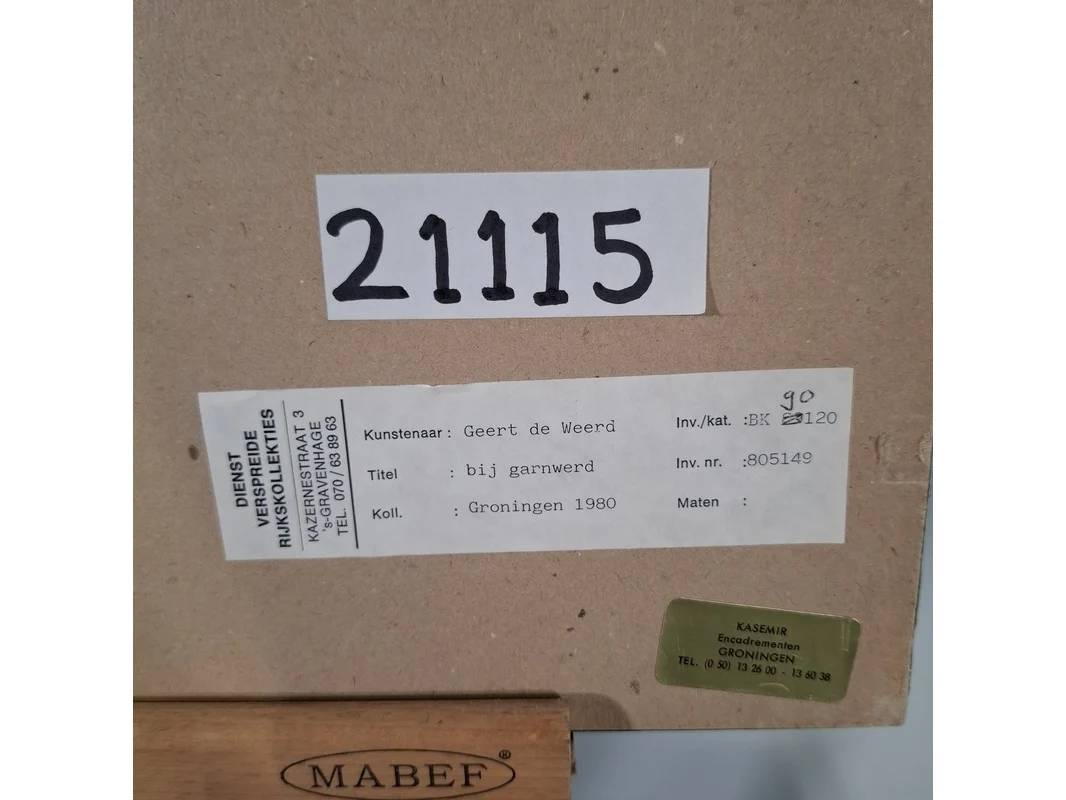 21115
DIENST
VERSPREIDE
RIJKSKOLLEKTIES
KAZERNESTRAAT 3
's-GRAVENHAGE
TEL. 070/63 89 63
Kunstenaar : Geert de Weerd
Titel : bij garnwerd
Koll. : Groningen 1980
Inv./kat. :BK 90 120
Inv. nr. :805149
Maten :
KASEMIR
Encadrementen
GRONINGEN
TEL. (0 50) 13 26 00 - 13 60 38
MABEF®